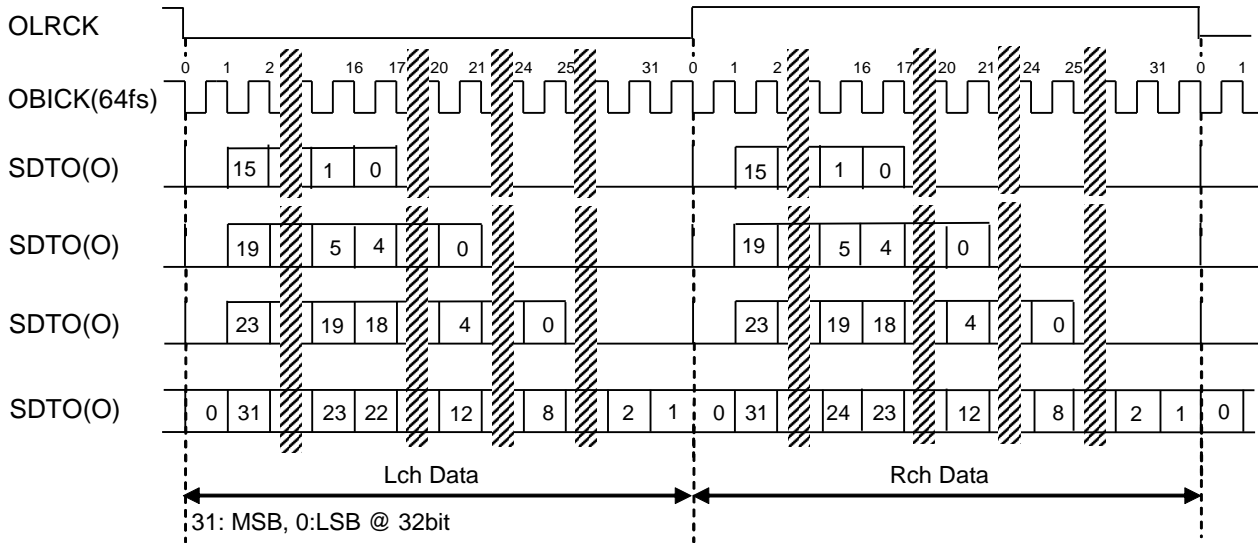 OLRCK
0 1 2 16 17 20 21 24 25 31 0 1 2 16 17 20 21 24 25 31 0 1
OBICK(64fs)
SDTO(O) 15 1 0 15 1 0
SDTO(O) 19 5 4 0 19 5 4 0
SDTO(O) 23 19 18 4 0 23 19 18 4 0
SDTO(O) 0 31 23 22 12 8 2 1 0 31 24 23 12 8 2 1 0
Lch Data Rch Data
31: MSB, 0:LSB @ 32bit